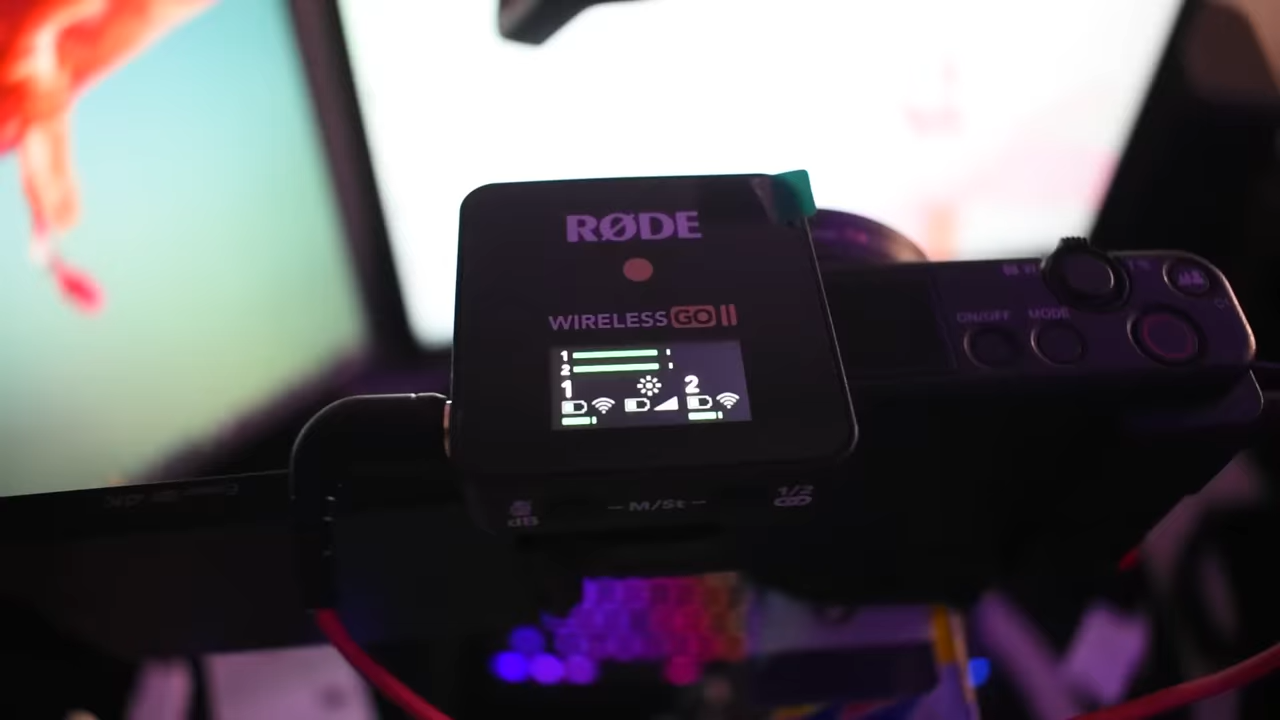 RØDE
WIRELESS GO II
1
2
1 2
ON/OFF MODE
dB – M/St – 1/2